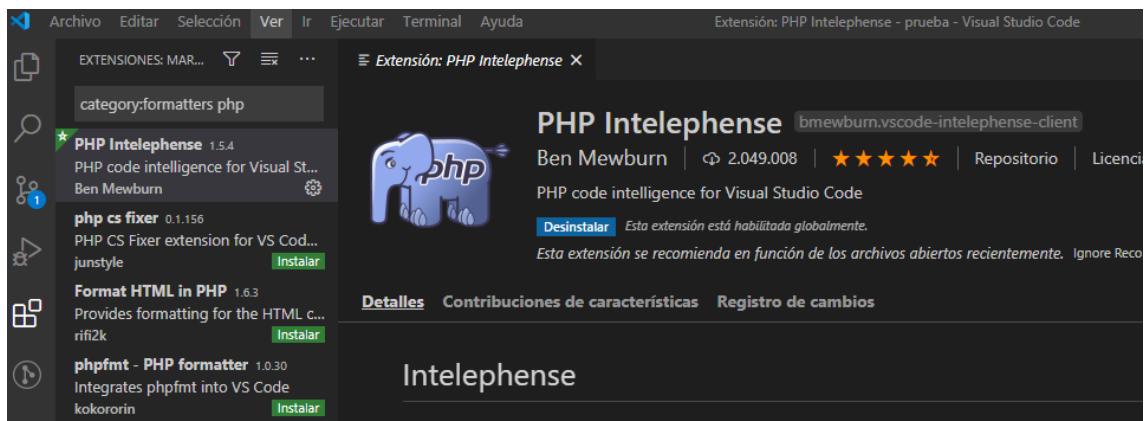 Archivo Editar Selección Ver Ir Ejecutar Terminal Ayuda
Extensión: PHP Intelephense - prueba - Visual Studio Code
EXTENSIONES: MAR...
category:formatters php
PHP Intelephense 1.5.4
PHP code intelligence for Visual St...
Ben Mewburn
php cs fixer 0.1.156
PHP CS Fixer extension for VS Cod...
junstyle Instalar
Format HTML in PHP 1.6.3
Provides formatting for the HTML c...
rifi2k Instalar
phpfmt - PHP formatter 1.0.30
Integrates phpfmt into VS Code
kokororin Instalar
1
Extensión: PHP Intelephense
php
PHP Intelephense bmewburn.vscode-intelephense-client
Ben Mewburn 2.049.008 Repositorio Licencia
PHP code intelligence for Visual Studio Code
Desinstalar Esta extensión está habilitada globalmente.
Esta extensión se recomienda en función de los archivos abiertos recientemente. Ignore Reco
Detalles Contribuciones de características Registro de cambios
Intelephense